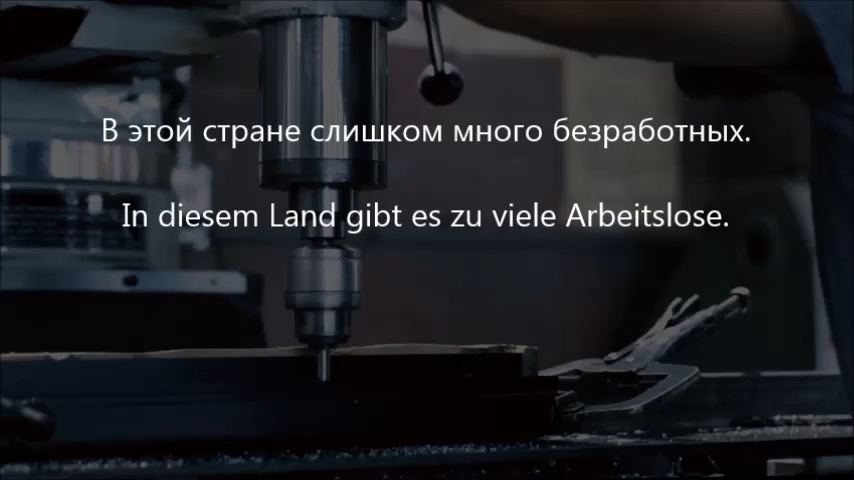 В этой стране слишком много безработных.
In diesem Land gibt es zu viele Arbeitslose.